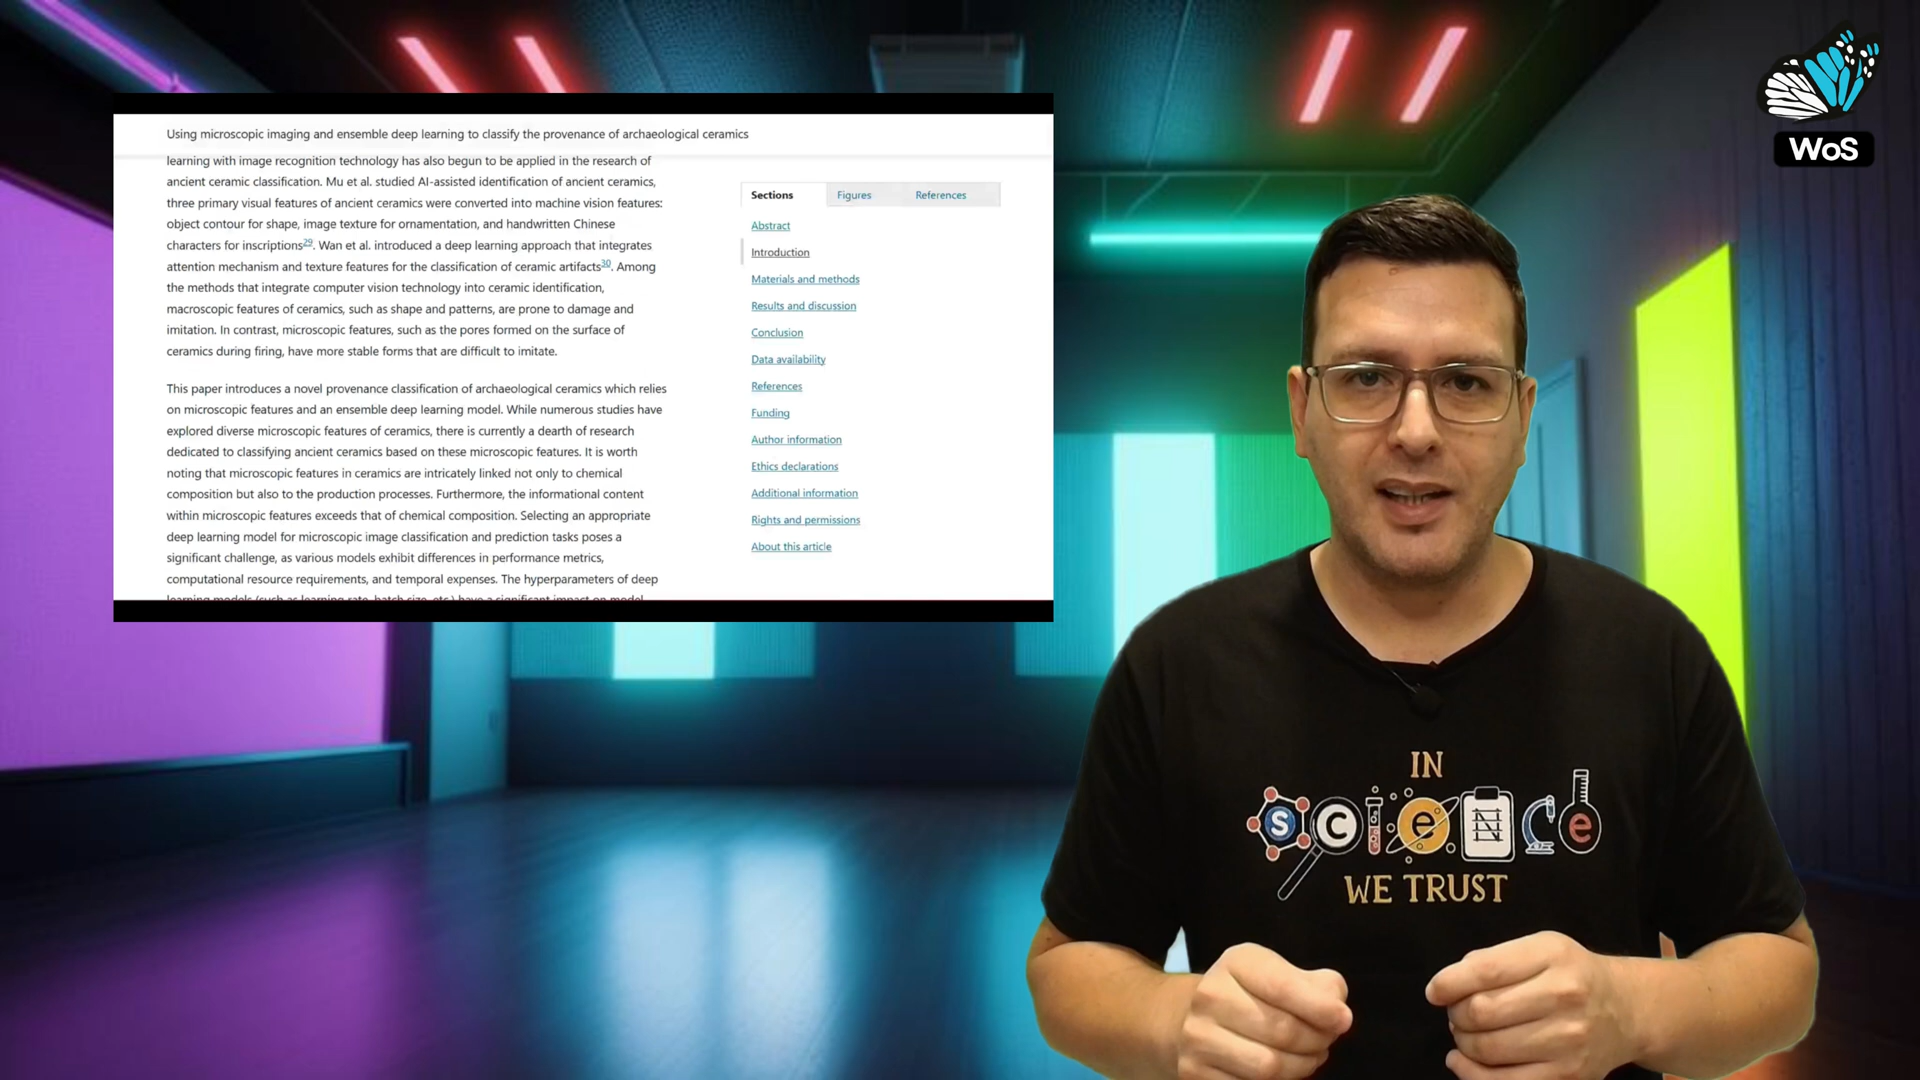 Using microscopic imaging and ensemble deep learning to classify the provenance of archaeological ceramics
learning with image recognition technology has also begun to be applied in the research of
ancient ceramic classification. Mu et al. studied AI-assisted identification of ancient ceramics,
three primary visual features of ancient ceramics were converted into machine vision features:
object contour for shape, image texture for ornamentation, and handwritten Chinese
characters for inscriptions29. Wan et al. introduced a deep learning approach that integrates
attention mechanism and texture features for the classification of ceramic artifacts30. Among
the methods that integrate computer vision technology into ceramic identification,
macroscopic features of ceramics, such as shape and patterns, are prone to damage and
imitation. In contrast, microscopic features, such as the pores formed on the surface of
ceramics during firing, have more stable forms that are difficult to imitate.
This paper introduces a novel provenance classification of archaeological ceramics which relies
on microscopic features and an ensemble deep learning model. While numerous studies have
explored diverse microscopic features of ceramics, there is currently a dearth of research
dedicated to classifying ancient ceramics based on these microscopic features. It is worth
noting that microscopic features in ceramics are intricately linked not only to chemical
composition but also to the production processes. Furthermore, the informational content
within microscopic features exceeds that of chemical composition. Selecting an appropriate
deep learning model for microscopic image classification and prediction tasks poses a
significant challenge, as various models exhibit differences in performance metrics,
computational resource requirements, and temporal expenses. The hyperparameters of deep
learning models (such as learning rate, batch size, etc.) have a significant impact on model
Sections Figures References
Abstract
Introduction
Materials and methods
Results and discussion
Conclusion
Data availability
References
Funding
Author information
Ethics declarations
Additional information
Rights and permissions
About this article
WoS
IN
science
WE TRUST